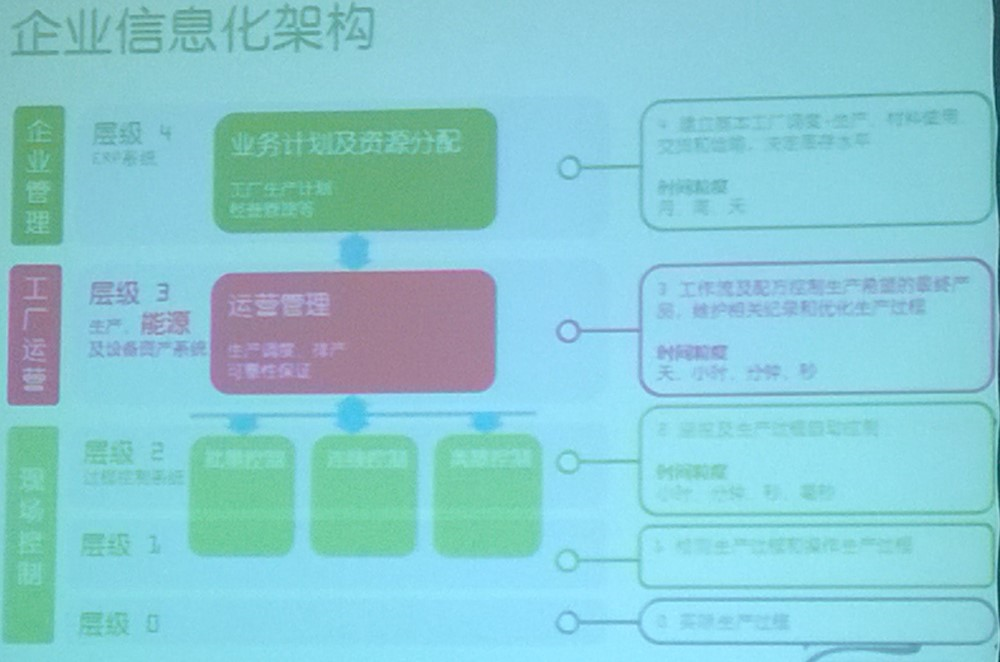 企业信息化架构
企业管理
层级 4
ERP系统
业务计划及资源分配
工厂生产计划
4 建立基本工厂调度-生产、材料使用、
交货和运输，决定库存水平
时间粒度
月、周、天
工厂运营
层级 3
生产、能源
及设备资产系统
运营管理
生产调度、排产
可靠性保证
3 工作流及配方控制生产希望的最终产
品，维护相关纪录和优化生产过程
时间粒度
天、小时、分钟、秒
现场控制
层级 2
过程控制系统
2 监控及生产过程自动控制
时间粒度
小时、分钟、秒、毫秒
层级 1
1 检测生产过程和操作生产过程
层级 0
0 实际生产过程